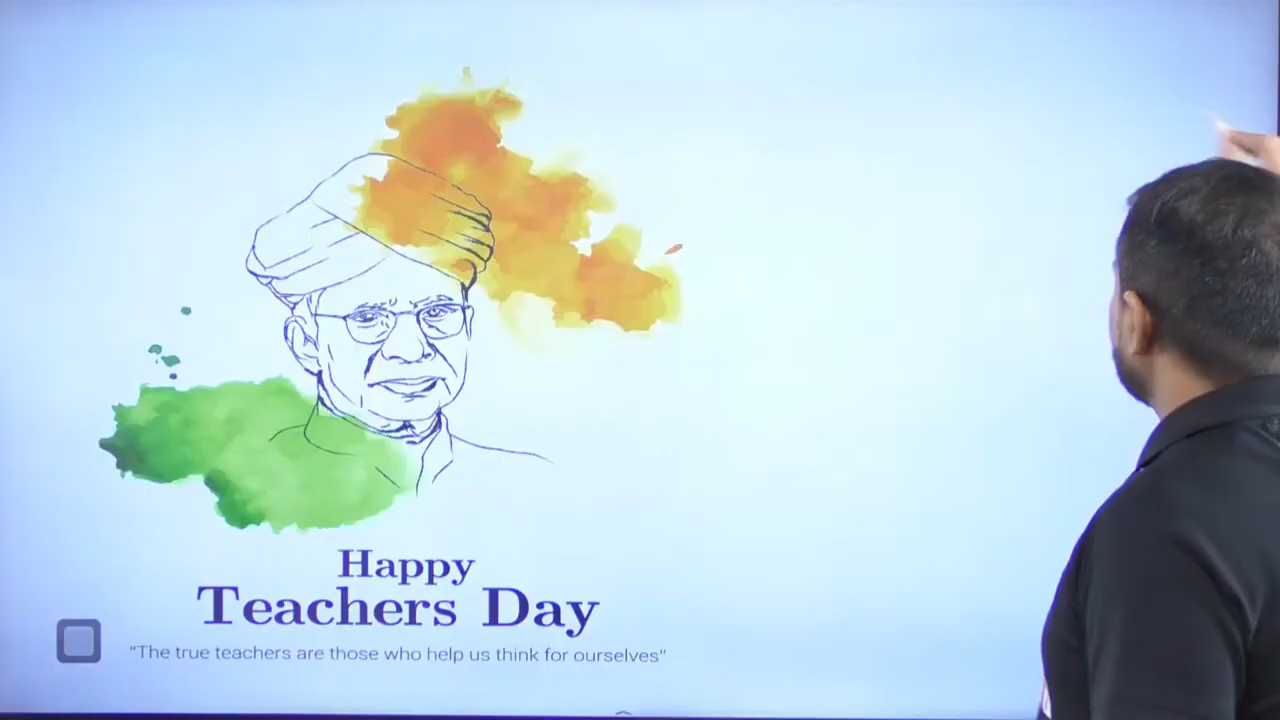 Happy
Teachers Day
"The true teachers are those who help us think for ourselves"